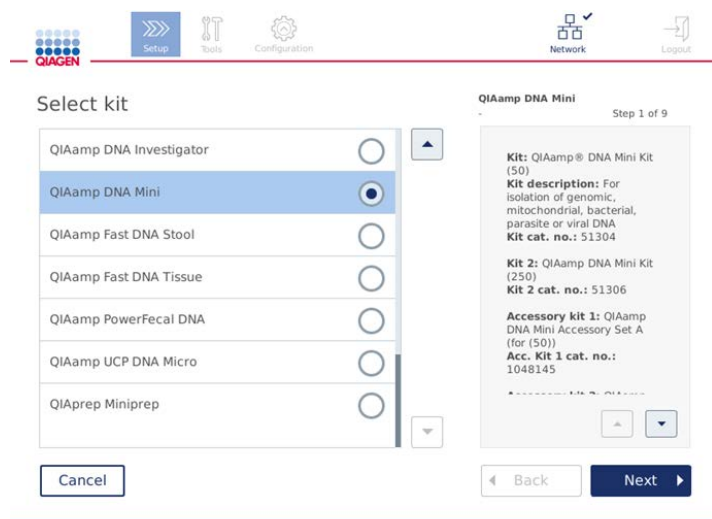 QIAGEN
Setup
Tools
Configuration
Network
Logout
Select kit
QIAamp DNA Investigator
QIAamp DNA Mini
QIAamp Fast DNA Stool
QIAamp Fast DNA Tissue
QIAamp PowerFecal DNA
QIAamp UCP DNA Micro
QIAprep Miniprep
QIAamp DNA Mini
- Step 1 of 9
Kit: QIAamp® DNA Mini Kit
(50)
Kit description: For
isolation of genomic,
mitochondrial, bacterial,
parasite or viral DNA
Kit cat. no.: 51304
Kit 2: QIAamp DNA Mini Kit
(250)
Kit 2 cat. no.: 51306
Accessory kit 1: QIAamp
DNA Mini Accessory Set A
(for (50))
Acc. Kit 1 cat. no.:
1048145
Cancel
Back
Next